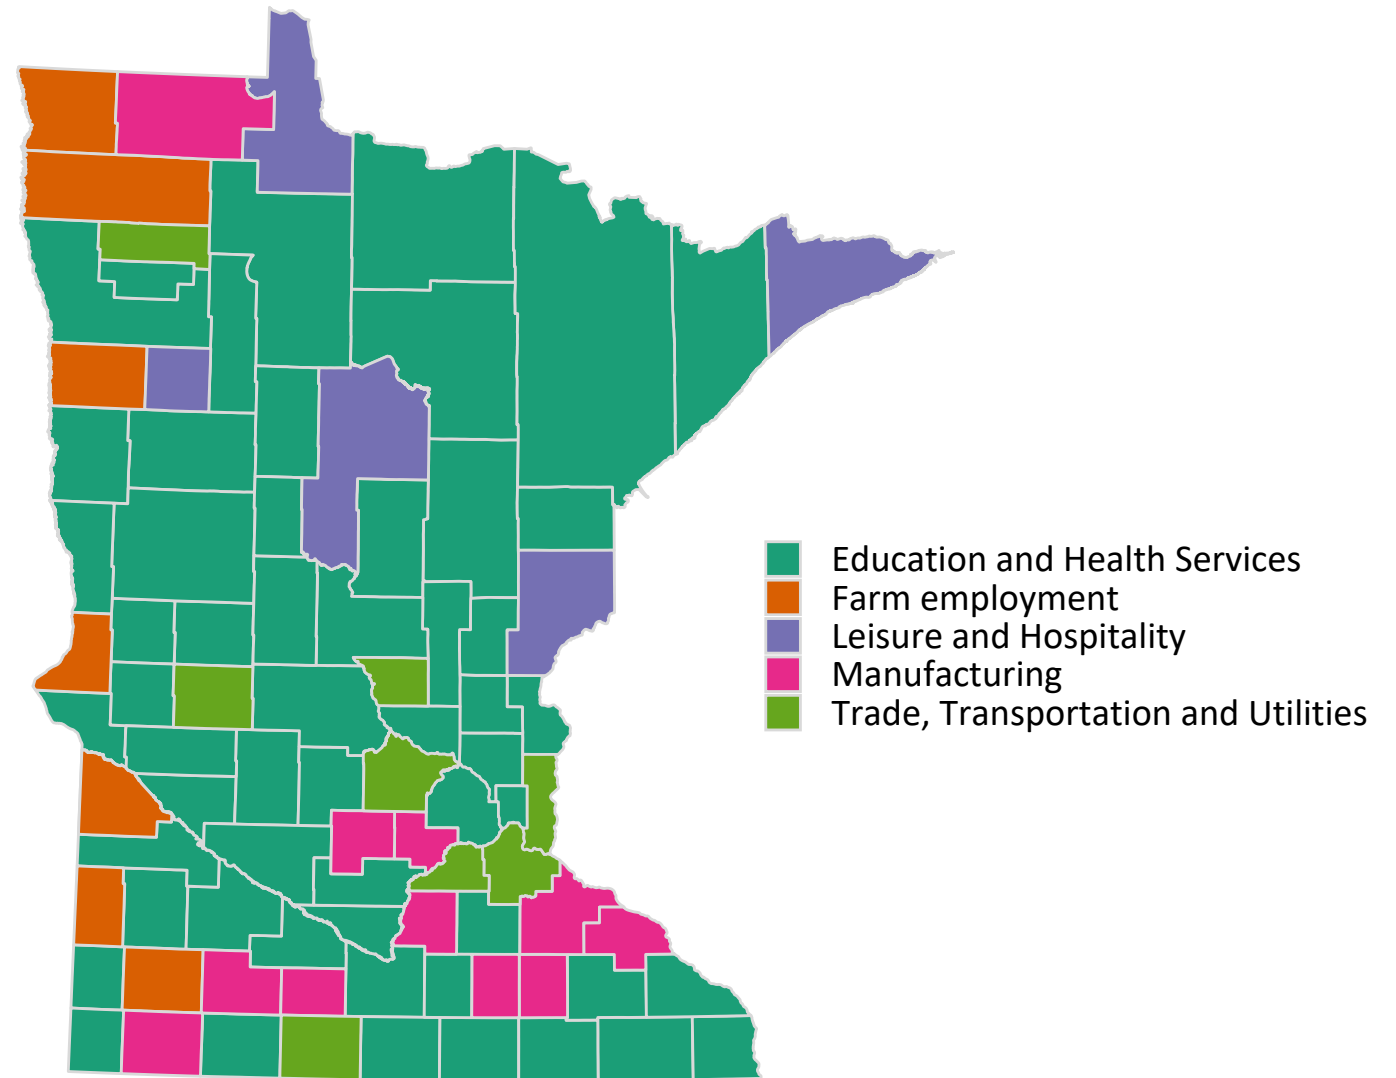 Education and Health Services
Farm employment
Leisure and Hospitality
Manufacturing
Trade, Transportation and Utilities